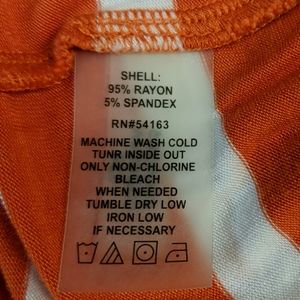 SHELL:
95% RAYON
5% SPANDEX
RN#54163
MACHINE WASH COLD
TUNR INSIDE OUT
ONLY NON-CHLORINE
BLEACH
WHEN NEEDED
TUMBLE DRY LOW
IRON LOW
IF NECESSARY